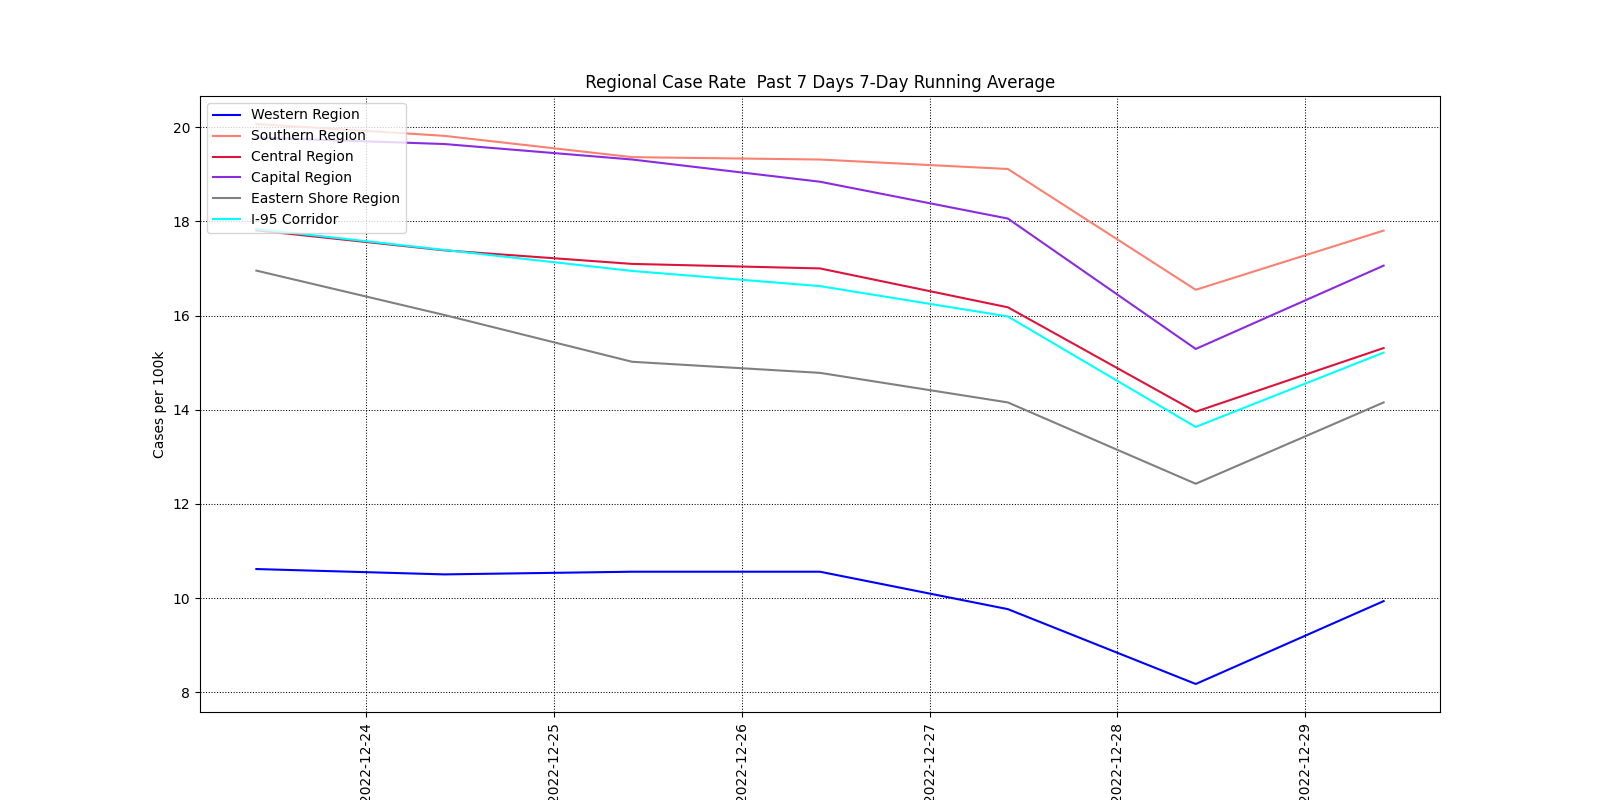 Regional Case Rate  Past 7 Days 7-Day Running Average
Western Region
Southern Region
Central Region
Capital Region
Eastern Shore Region
I-95 Corridor
Cases per 100k
20
18
16
14
12
10
8
2022-12-24
2022-12-25
2022-12-26
2022-12-27
2022-12-28
2022-12-29